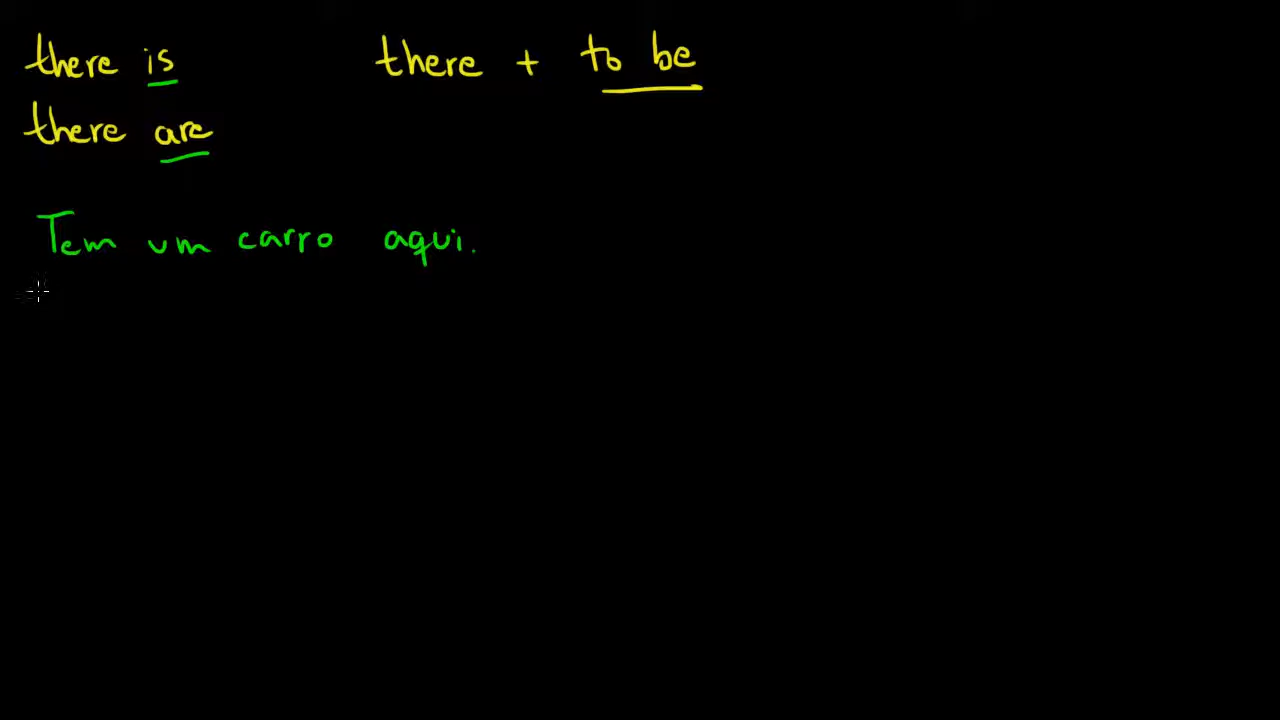 there is there + to be
there are
Tem um carro aqui.